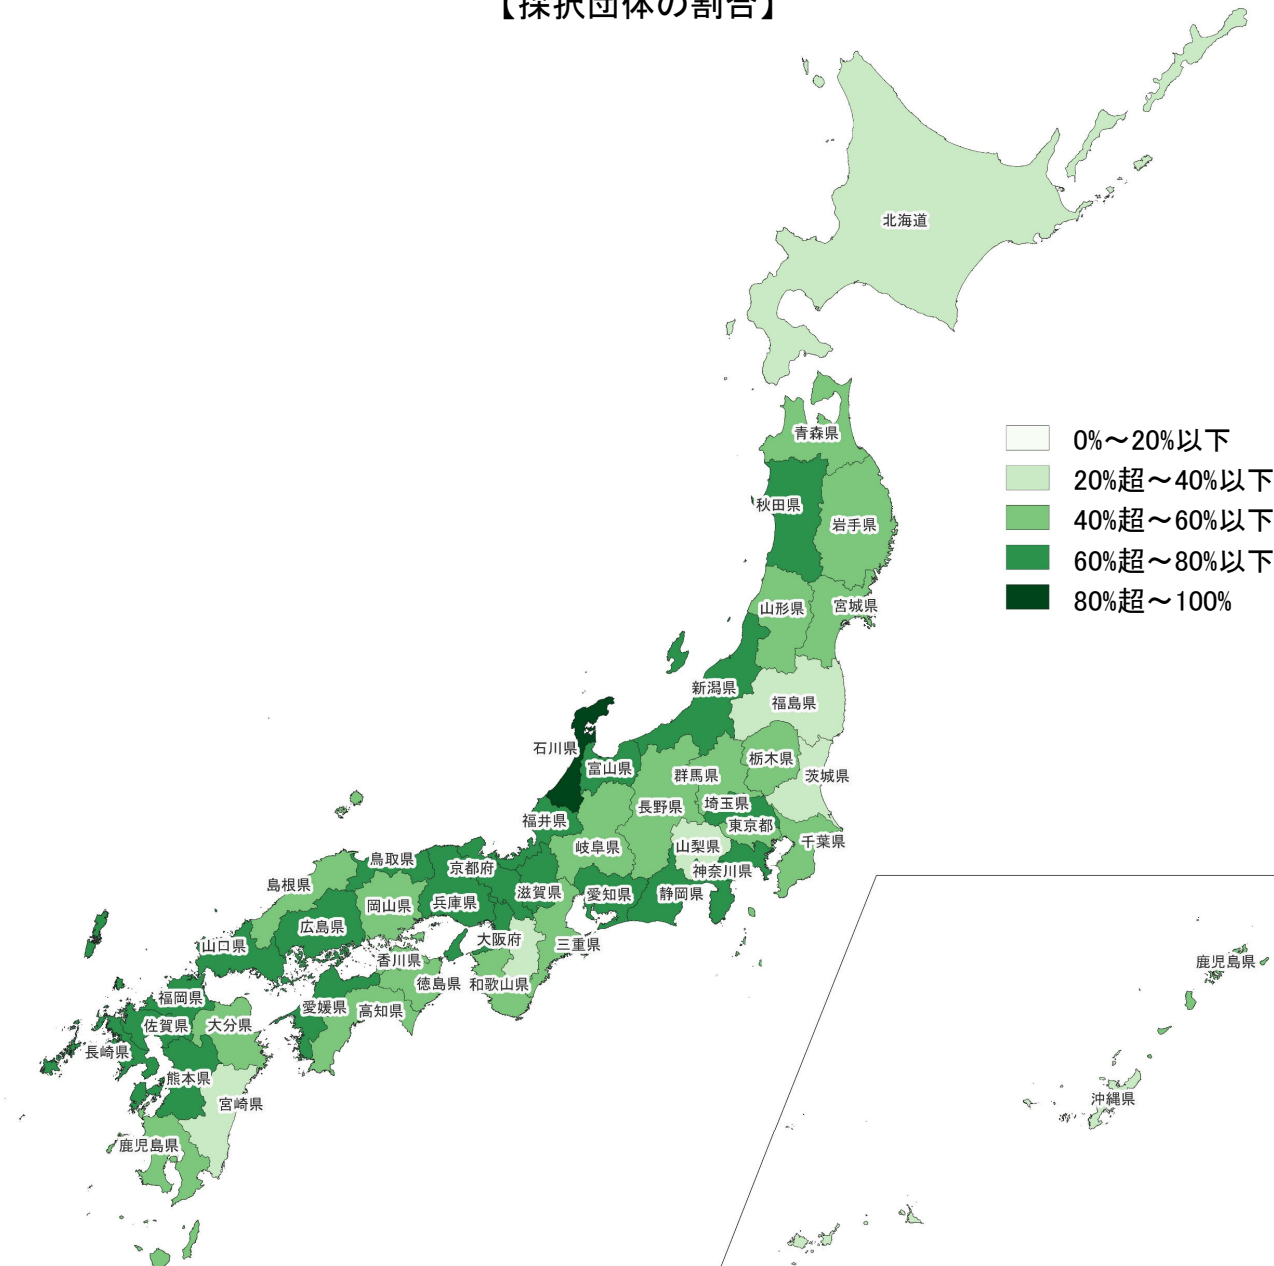 【採択団体の割合】
北海道
0%～20%以下
20%超～40%以下
40%超～60%以下
60%超～80%以下
80%超～100%
青森県
秋田県
岩手県
山形県
宮城県
新潟県
福島県
石川県
富山県
群馬県
栃木県
茨城県
福井県
長野県
埼玉県
東京都
千葉県
岐阜県
山梨県
神奈川県
鳥取県
京都府
島根県
岡山県
兵庫県
滋賀県
愛知県
静岡県
広島県
山口県
大阪府
三重県
香川県
徳島県
和歌山県
福岡県
愛媛県
高知県
佐賀県
大分県
長崎県
熊本県
宮崎県
鹿児島県
鹿児島県
沖縄県